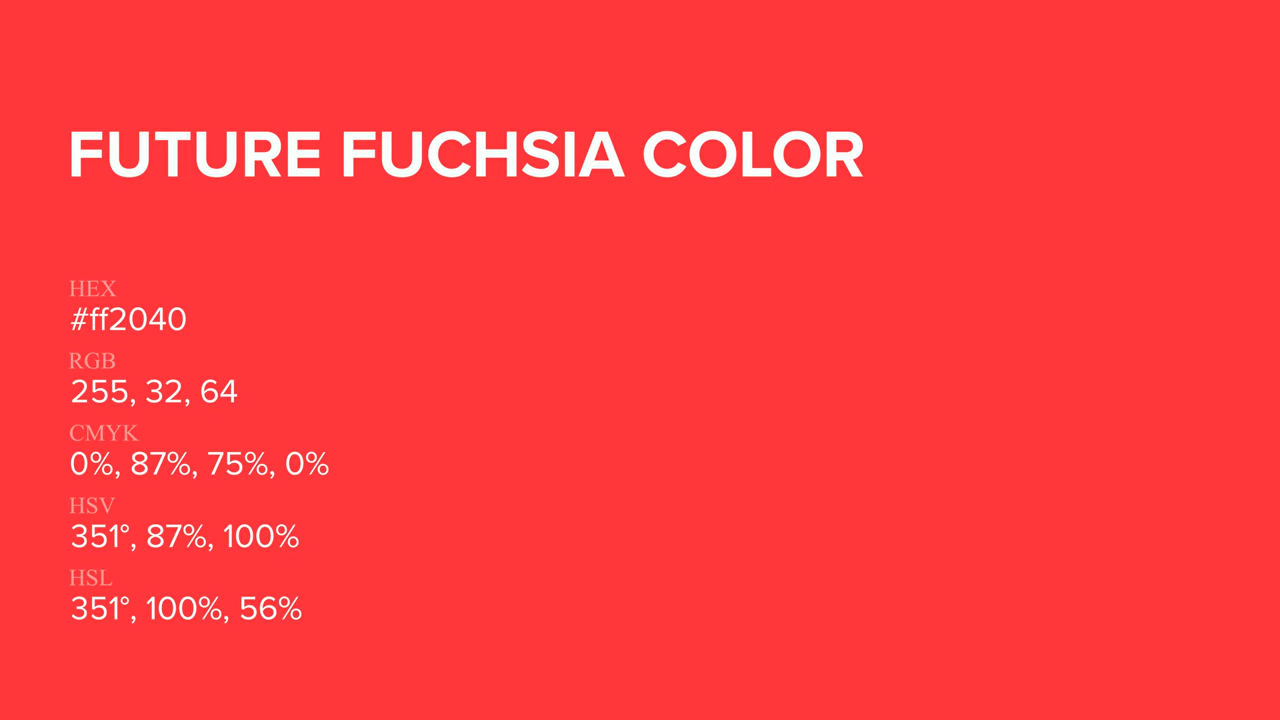 FUTURE FUCHSIA COLOR
HEX
#ff2040
RGB
255, 32, 64
CMYK
0%, 87%, 75%, 0%
HSV
351°, 87%, 100%
HSL
351°, 100%, 56%